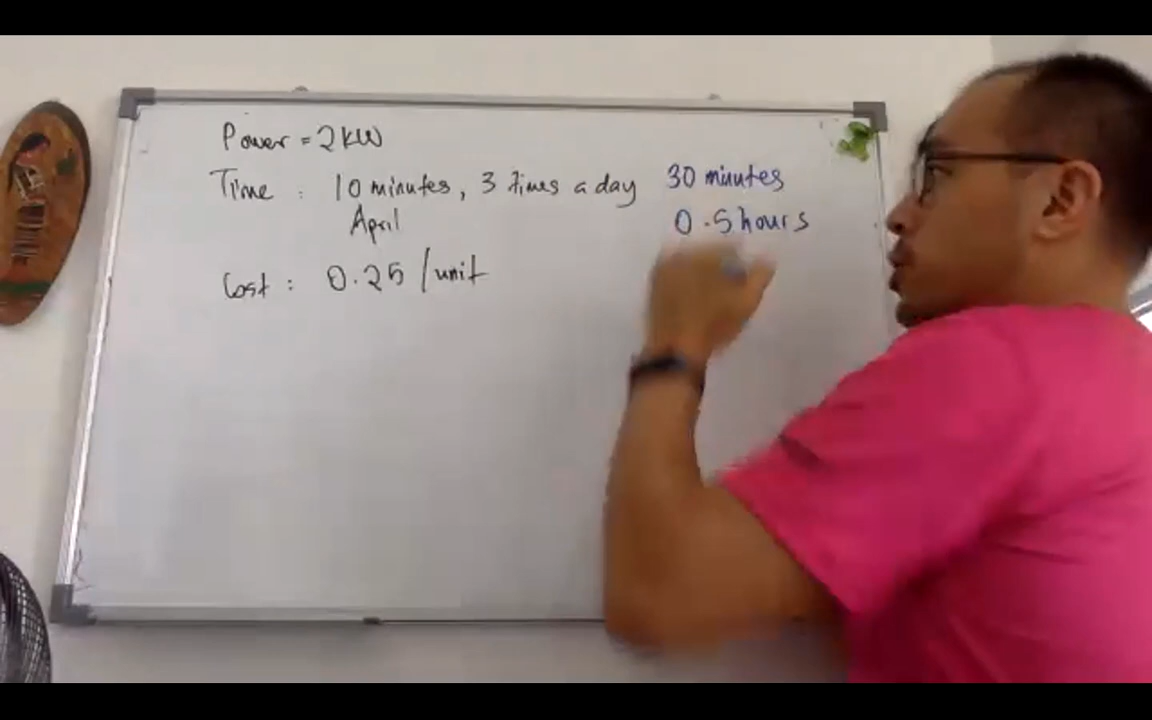 Power = 2 kW
Time : 10 minutes, 3 times a day 30 minutes
April 0.5 hours
Cost : 0.25 /unit